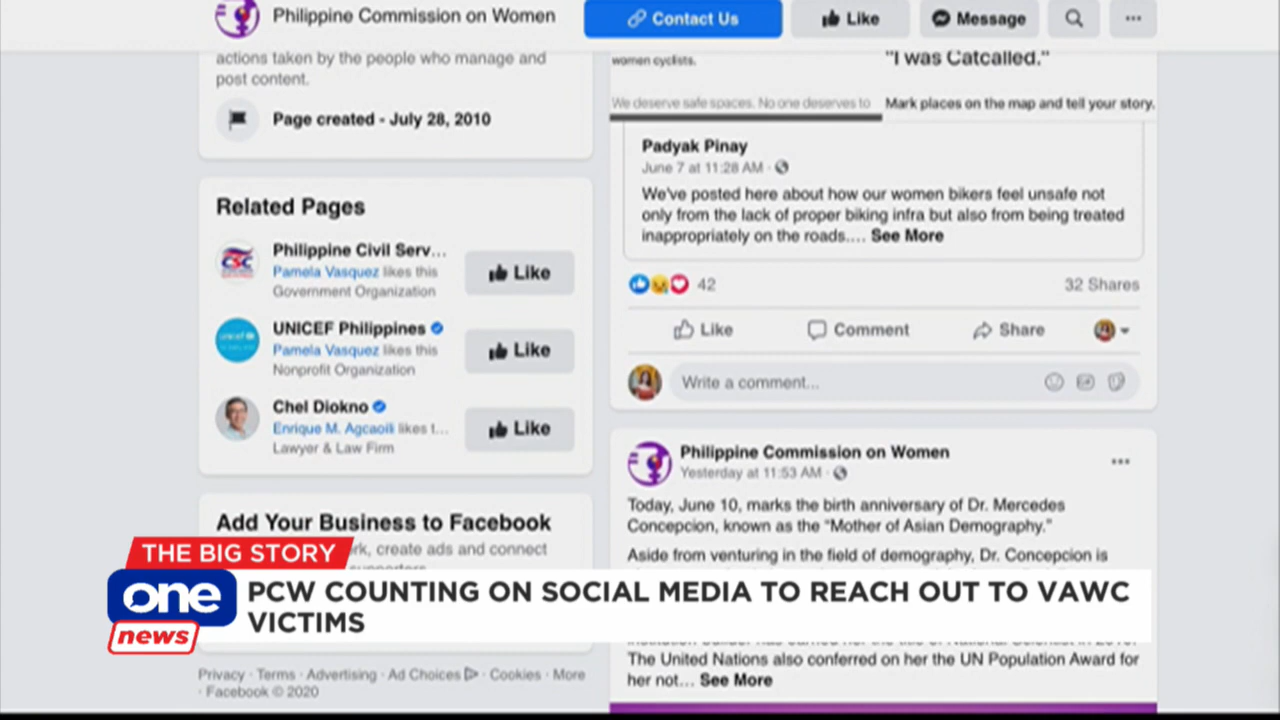 Philippine Commission on Women
Contact Us
Like
Message
actions taken by the people who manage and
post content.
Page created - July 28, 2010
Related Pages
CSC
Philippine Civil Serv...
Pamela Vasquez likes this
Government Organization
Like
unicef
UNICEF Philippines
Pamela Vasquez likes this
Nonprofit Organization
Like
Chel Diokno
Enrique M. Agcaoili likes t...
Lawyer & Law Firm
Like
Add Your Business to Facebook
rk, create ads and connect
Privacy · Terms · Advertising · Ad Choices · Cookies · More
· Facebook © 2020
women cyclists.
We deserve safe spaces. No one deserves to
"I was Catcalled."
Mark places on the map and tell your story.
Padyak Pinay
June 7 at 11:28 AM ·
We've posted here about how our women bikers feel unsafe not
only from the lack of proper biking infra but also from being treated
inappropriately on the roads.... See More
42
32 Shares
Like
Comment
Share
Write a comment...
Philippine Commission on Women
Yesterday at 11:53 AM ·
Today, June 10, marks the birth anniversary of Dr. Mercedes
Concepcion, known as the "Mother of Asian Demography."
Aside from venturing in the field of demography, Dr. Concepcion is
The United Nations also conferred on her the UN Population Award for
her not... See More
THE BIG STORY
one
news
PCW COUNTING ON SOCIAL MEDIA TO REACH OUT TO VAWC
VICTIMS